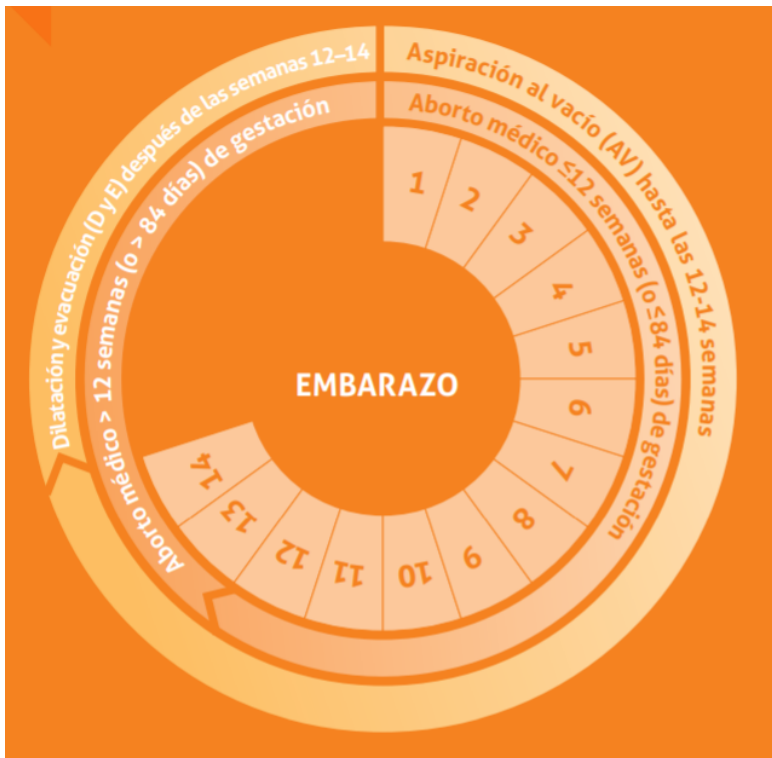 Aspiración al vacío (AV) hasta las 12-14 semanas
Dilatación y evacuación (D y E) después de las semanas 12–14
Aborto médico ≤12 semanas (o ≤84 días) de gestación
Aborto médico > 12 semanas (o > 84 días) de gestación
1
2
3
4
5
6
7
8
9
10
11
12
13
14
EMBARAZO